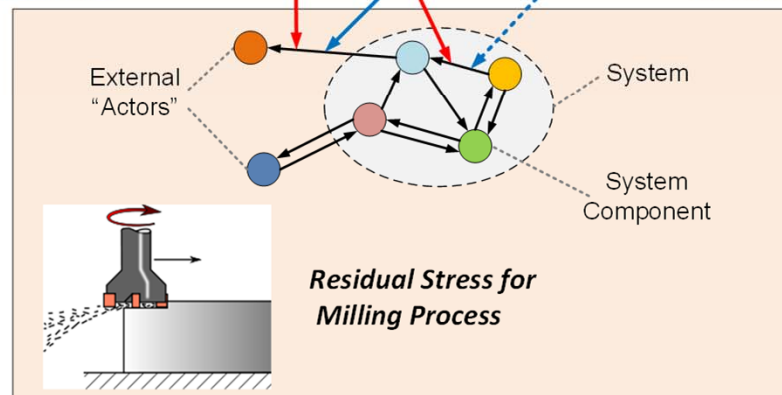 External
“Actors”
System
System
Component
Residual Stress for
Milling Process